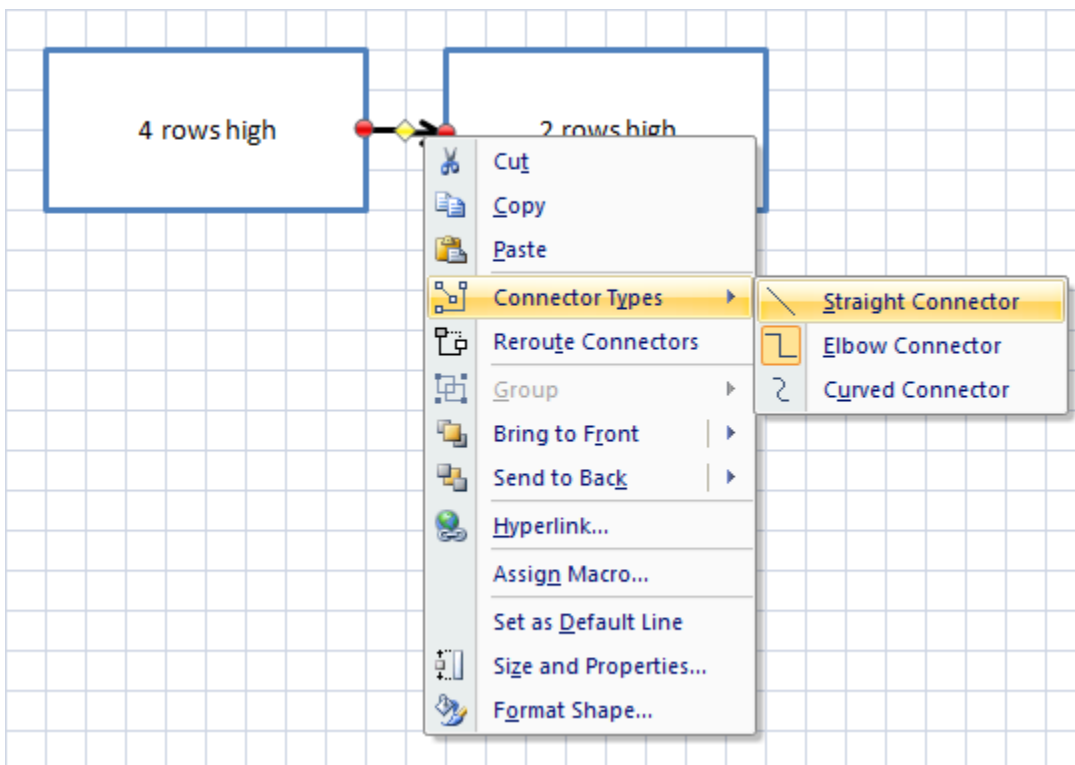 4 rows high
2 rows high
Cut
Copy
Paste
Connector Types
Straight Connector
Reroute Connectors
Elbow Connector
Group
Curved Connector
Bring to Front
Send to Back
Hyperlink...
Assign Macro...
Set as Default Line
Size and Properties...
Format Shape...